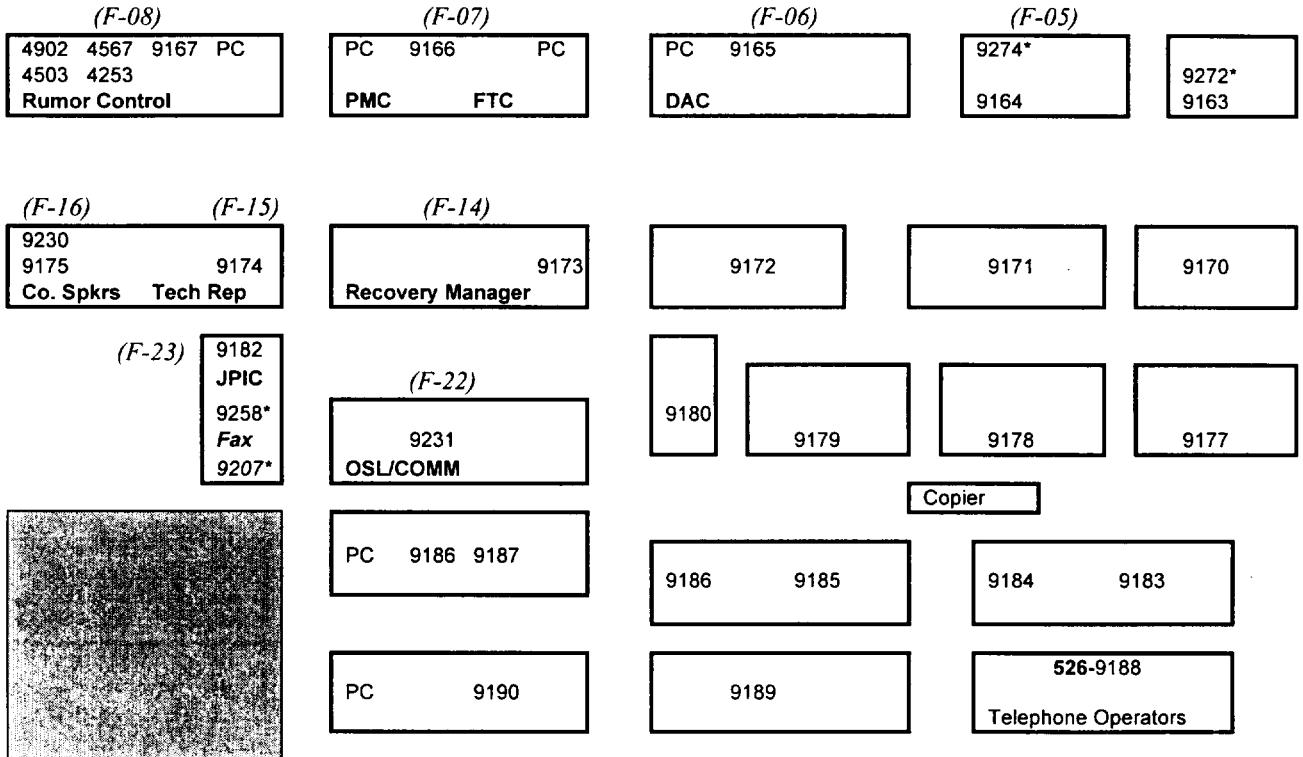 (F-08) (F-07) (F-06) (F-05)
4902 4567 9167 PC
4503 4253
Rumor Control
PC 9166 PC
PMC FTC
PC 9165
DAC
9274*
9164
9272*
9163
(F-16) (F-15) (F-14)
9230
9175 9174
Co. Spkrs Tech Rep
9173
Recovery Manager
9172
9171
9170
(F-23)
9182
JPIC
9258*
Fax
9207*
(F-22)
9231
OSL/COMM
9180
9179
9178
9177
Copier
PC 9186 9187
9186 9185
9184 9183
PC 9190
9189
526-9188
Telephone Operators